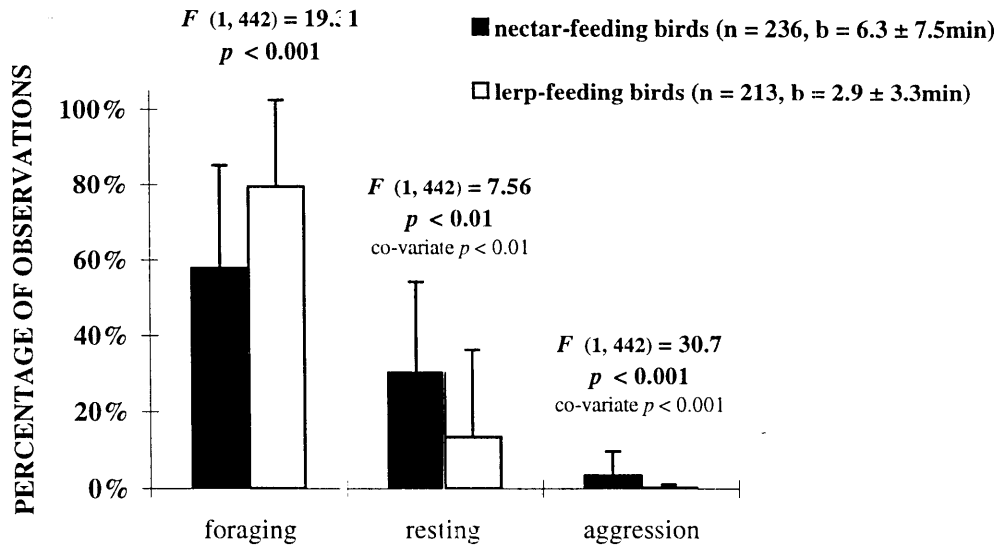 F (1, 442) = 19.31
p < 0.001
nectar-feeding birds (n = 236, b = 6.3 ± 7.5min)
lerp-feeding birds (n = 213, b = 2.9 ± 3.3min)
PERCENTAGE OF OBSERVATIONS
100%
80%
60%
40%
20%
0%
F (1, 442) = 7.56
p < 0.01
co-variate p < 0.01
F (1, 442) = 30.7
p < 0.001
co-variate p < 0.001
foraging
resting
aggression